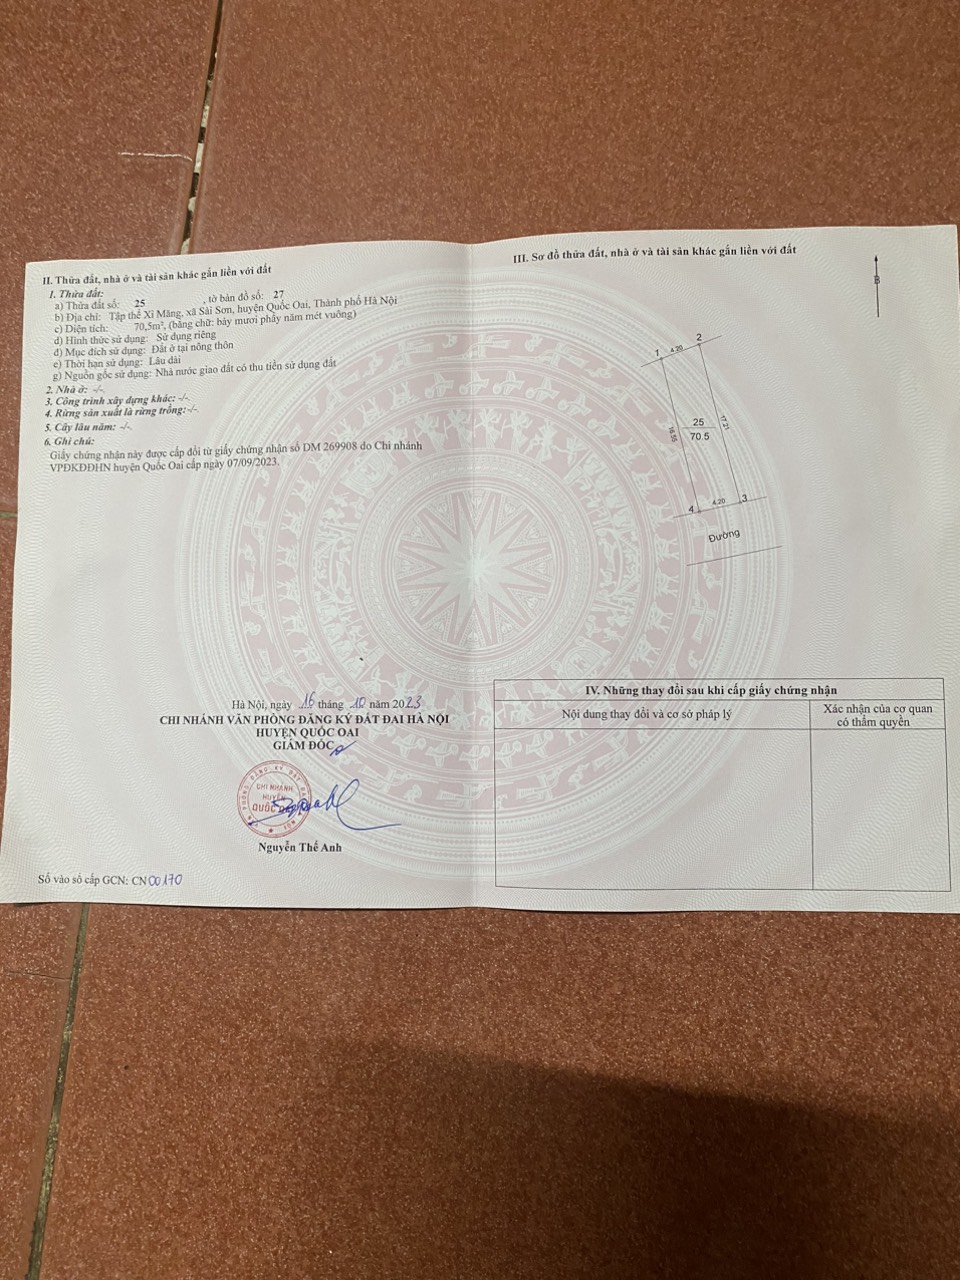 II. Thửa đất, nhà ở và tài sản khác gắn liền với đất
1. Thửa đất:
a) Thửa đất số: 25 , tờ bản đồ số: 27
b) Địa chỉ: Tập thể Xi Măng, xã Sài Sơn, huyện Quốc Oai, Thành phố Hà Nội
c) Diện tích: 70,5m², (bằng chữ: bảy mươi phẩy năm mét vuông)
d) Hình thức sử dụng: Sử dụng riêng
đ) Mục đích sử dụng: Đất ở tại nông thôn
e) Thời hạn sử dụng: Lâu dài
g) Nguồn gốc sử dụng: Nhà nước giao đất có thu tiền sử dụng đất
2. Nhà ở: -/-.
3. Công trình xây dựng khác: -/-.
4. Rừng sản xuất là rừng trồng: -/-.
5. Cây lâu năm: -/-.
6. Ghi chú:
Giấy chứng nhận này được cấp đổi từ giấy chứng nhận số DM 269908 do Chi nhánh
VPĐKĐĐHN huyện Quốc Oai cấp ngày 07/09/2023.
Hà Nội, ngày 16 tháng 10 năm 2023
CHI NHÁNH VĂN PHÒNG ĐĂNG KÝ ĐẤT ĐAI HÀ NỘI
HUYỆN QUỐC OAI
GIÁM ĐỐC
CHI NHÁNH
HUYỆN
QUỐC OAI
Nguyễn Thế Anh
Số vào sổ cấp GCN: CN 00170
III. Sơ đồ thửa đất, nhà ở và tài sản khác gắn liền với đất
B
1
4.20
2
16.55
25
70.5
17.21
4
4.20
3
Đường
IV. Những thay đổi sau khi cấp giấy chứng nhận
Nội dung thay đổi và cơ sở pháp lý
Xác nhận của cơ quan
có thẩm quyền